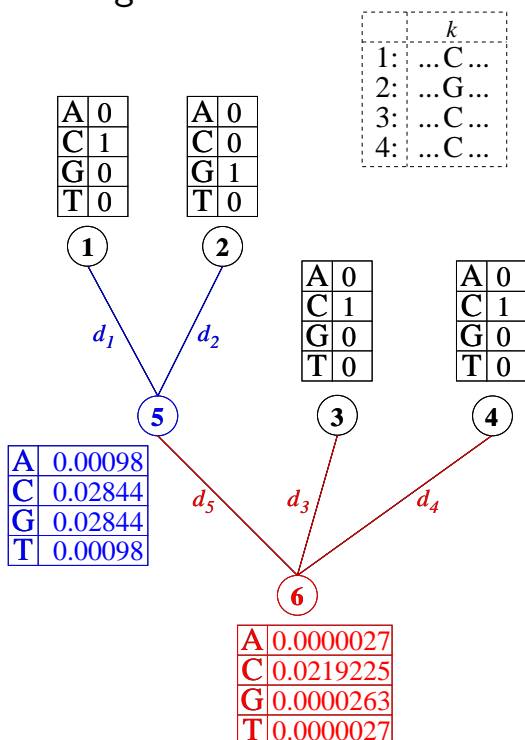 k
1: ...C...
2: ...G...
3: ...C...
4: ...C...
A 0
C 1
G 0
T 0
A 0
C 0
G 1
T 0
1
2
A 0
C 1
G 0
T 0
A 0
C 1
G 0
T 0
d1
d2
5
3
4
A 0.00098
C 0.02844
G 0.02844
T 0.00098
d5
d3
d4
6
A 0.0000027
C 0.0219225
G 0.0000263
T 0.0000027